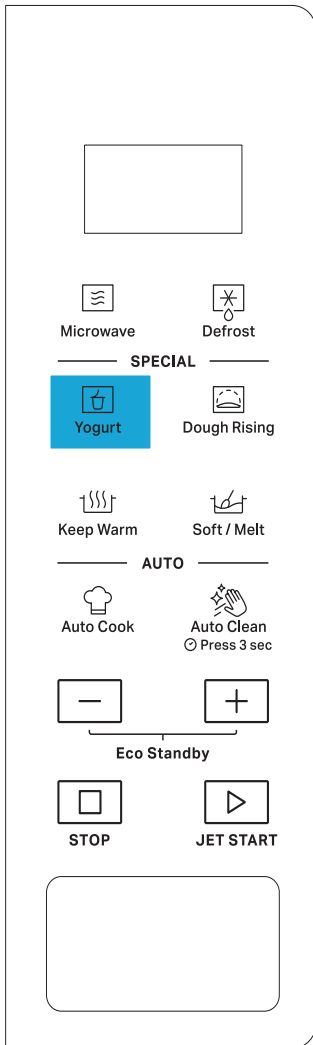 Microwave
Defrost
SPECIAL
Yogurt
Dough Rising
Keep Warm
Soft / Melt
AUTO
Auto Cook
Auto Clean
Press 3 sec
Eco Standby
STOP
JET START